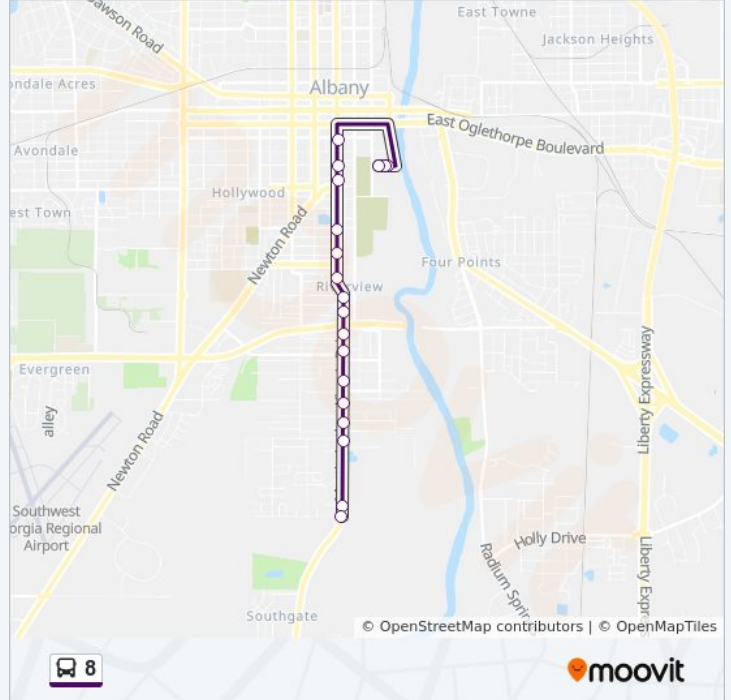 East Towne
Dawson Road
Jackson Heights
ondale Acres
Albany
East Oglethorpe Boulevard
Avondale
Hollywood
est Town
Newton Road
Four Points
Riverview
Evergreen
Liberty Expressway
alley
Newton Road
Southwest
orgia Regional
Airport
Holly Drive
Radium Sprin
Liberty Expre
Southgate
© OpenStreetMap contributors | © OpenMapTiles
8
moovit